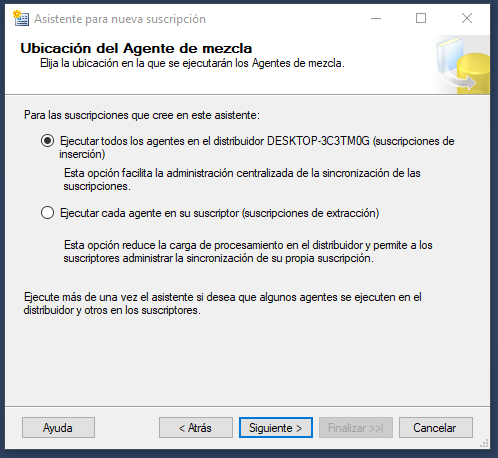 Asistente para nueva suscripción
Ubicación del Agente de mezcla
Elija la ubicación en la que se ejecutarán los Agentes de mezcla.
Para las suscripciones que cree en este asistente:
Ejecutar todos los agentes en el distribuidor DESKTOP-3C3TM0G (suscripciones de
inserción)
Esta opción facilita la administración centralizada de la sincronización de las
suscripciones.
Ejecutar cada agente en su suscriptor (suscripciones de extracción)
Esta opción reduce la carga de procesamiento en el distribuidor y permite a los
suscriptores administrar la sincronización de su propia suscripción.
Ejecute más de una vez el asistente si desea que algunos agentes se ejecuten en el
distribuidor y otros en los suscriptores.
Ayuda
< Atrás
Siguiente >
Finalizar >>|
Cancelar